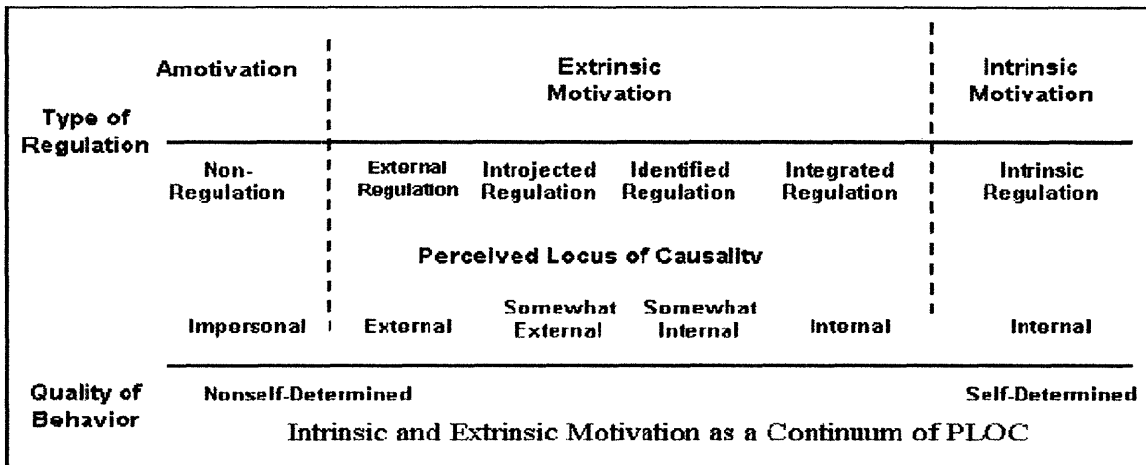 Amotivation
Extrinsic
Motivation
Intrinsic
Motivation
Type of
Regulation
Non-
Regulation
External
Regulation
Introjected
Regulation
Identified
Regulation
Integrated
Regulation
Intrinsic
Regulation
Perceived Locus of Causality
Impersonal
External
Somewhat
External
Somewhat
Internal
Internal
Internal
Quality of
Behavior
Nonself-Determined
Self-Determined
Intrinsic and Extrinsic Motivation as a Continuum of PLOC